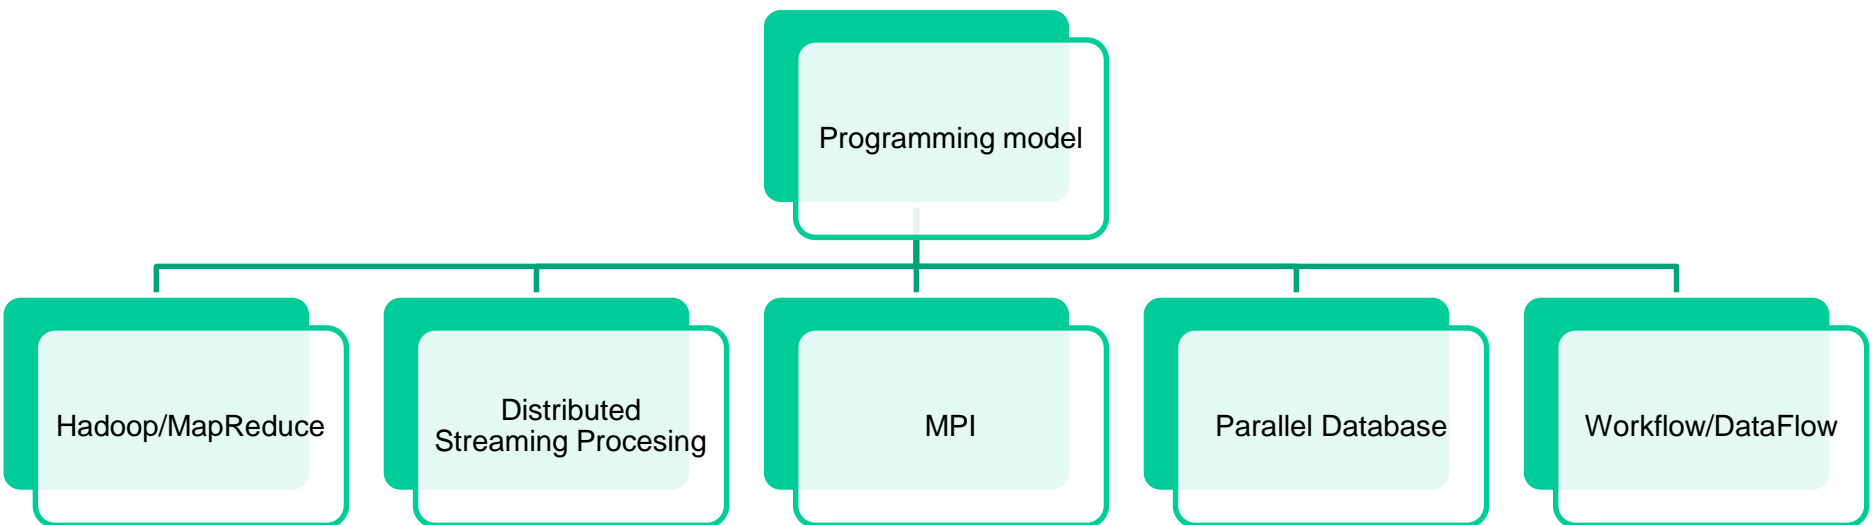 Programming model
Hadoop/MapReduce
Distributed
Streaming Procesing
MPI
Parallel Database
Workflow/DataFlow